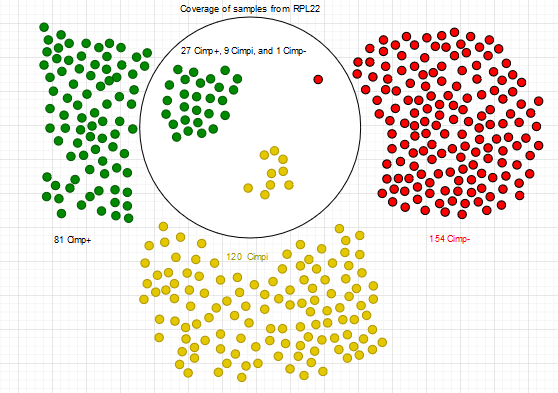 Coverage of samples from RPL22
27 Cimp+, 9 Cimpi, and 1 Cimp-
81 Cimp+
120 Cimpi
154 Cimp-